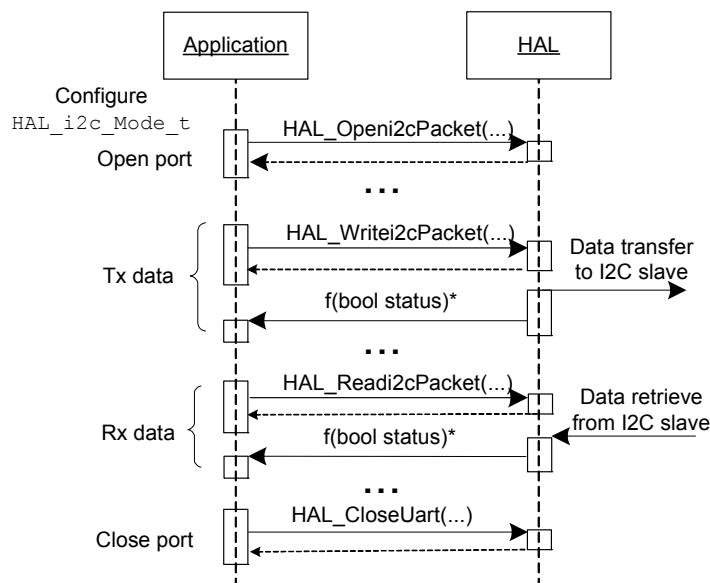 Application
HAL
Configure
HAL_i2c_Mode_t
Open port
HAL_Openi2cPacket(...)
...
Tx data
HAL_Writei2cPacket(...)
Data transfer
to I2C slave
f(bool status)*
...
Rx data
HAL_Readi2cPacket(...)
Data retrieve
from I2C slave
f(bool status)*
...
Close port
HAL_CloseUart(...)